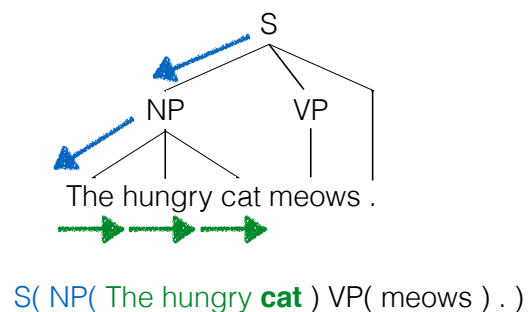 S
NP VP
The hungry cat meows .
S( NP( The hungry cat ) VP( meows ) . )